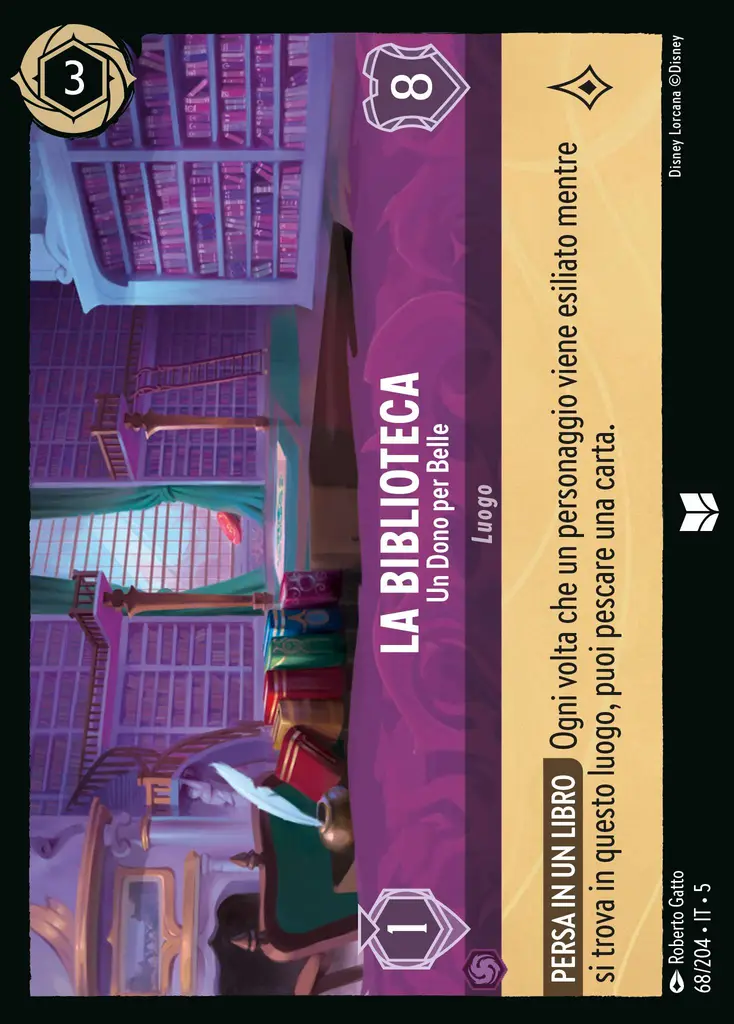 3
LA BIBLIOTECA
Un Dono per Belle
1
8
Luogo
PERSA IN UN LIBRO Ogni volta che un personaggio viene esiliato mentre
si trova in questo luogo, puoi pescare una carta.
Roberto Gatto
68/204 • IT • 5
Disney Lorcana ©Disney